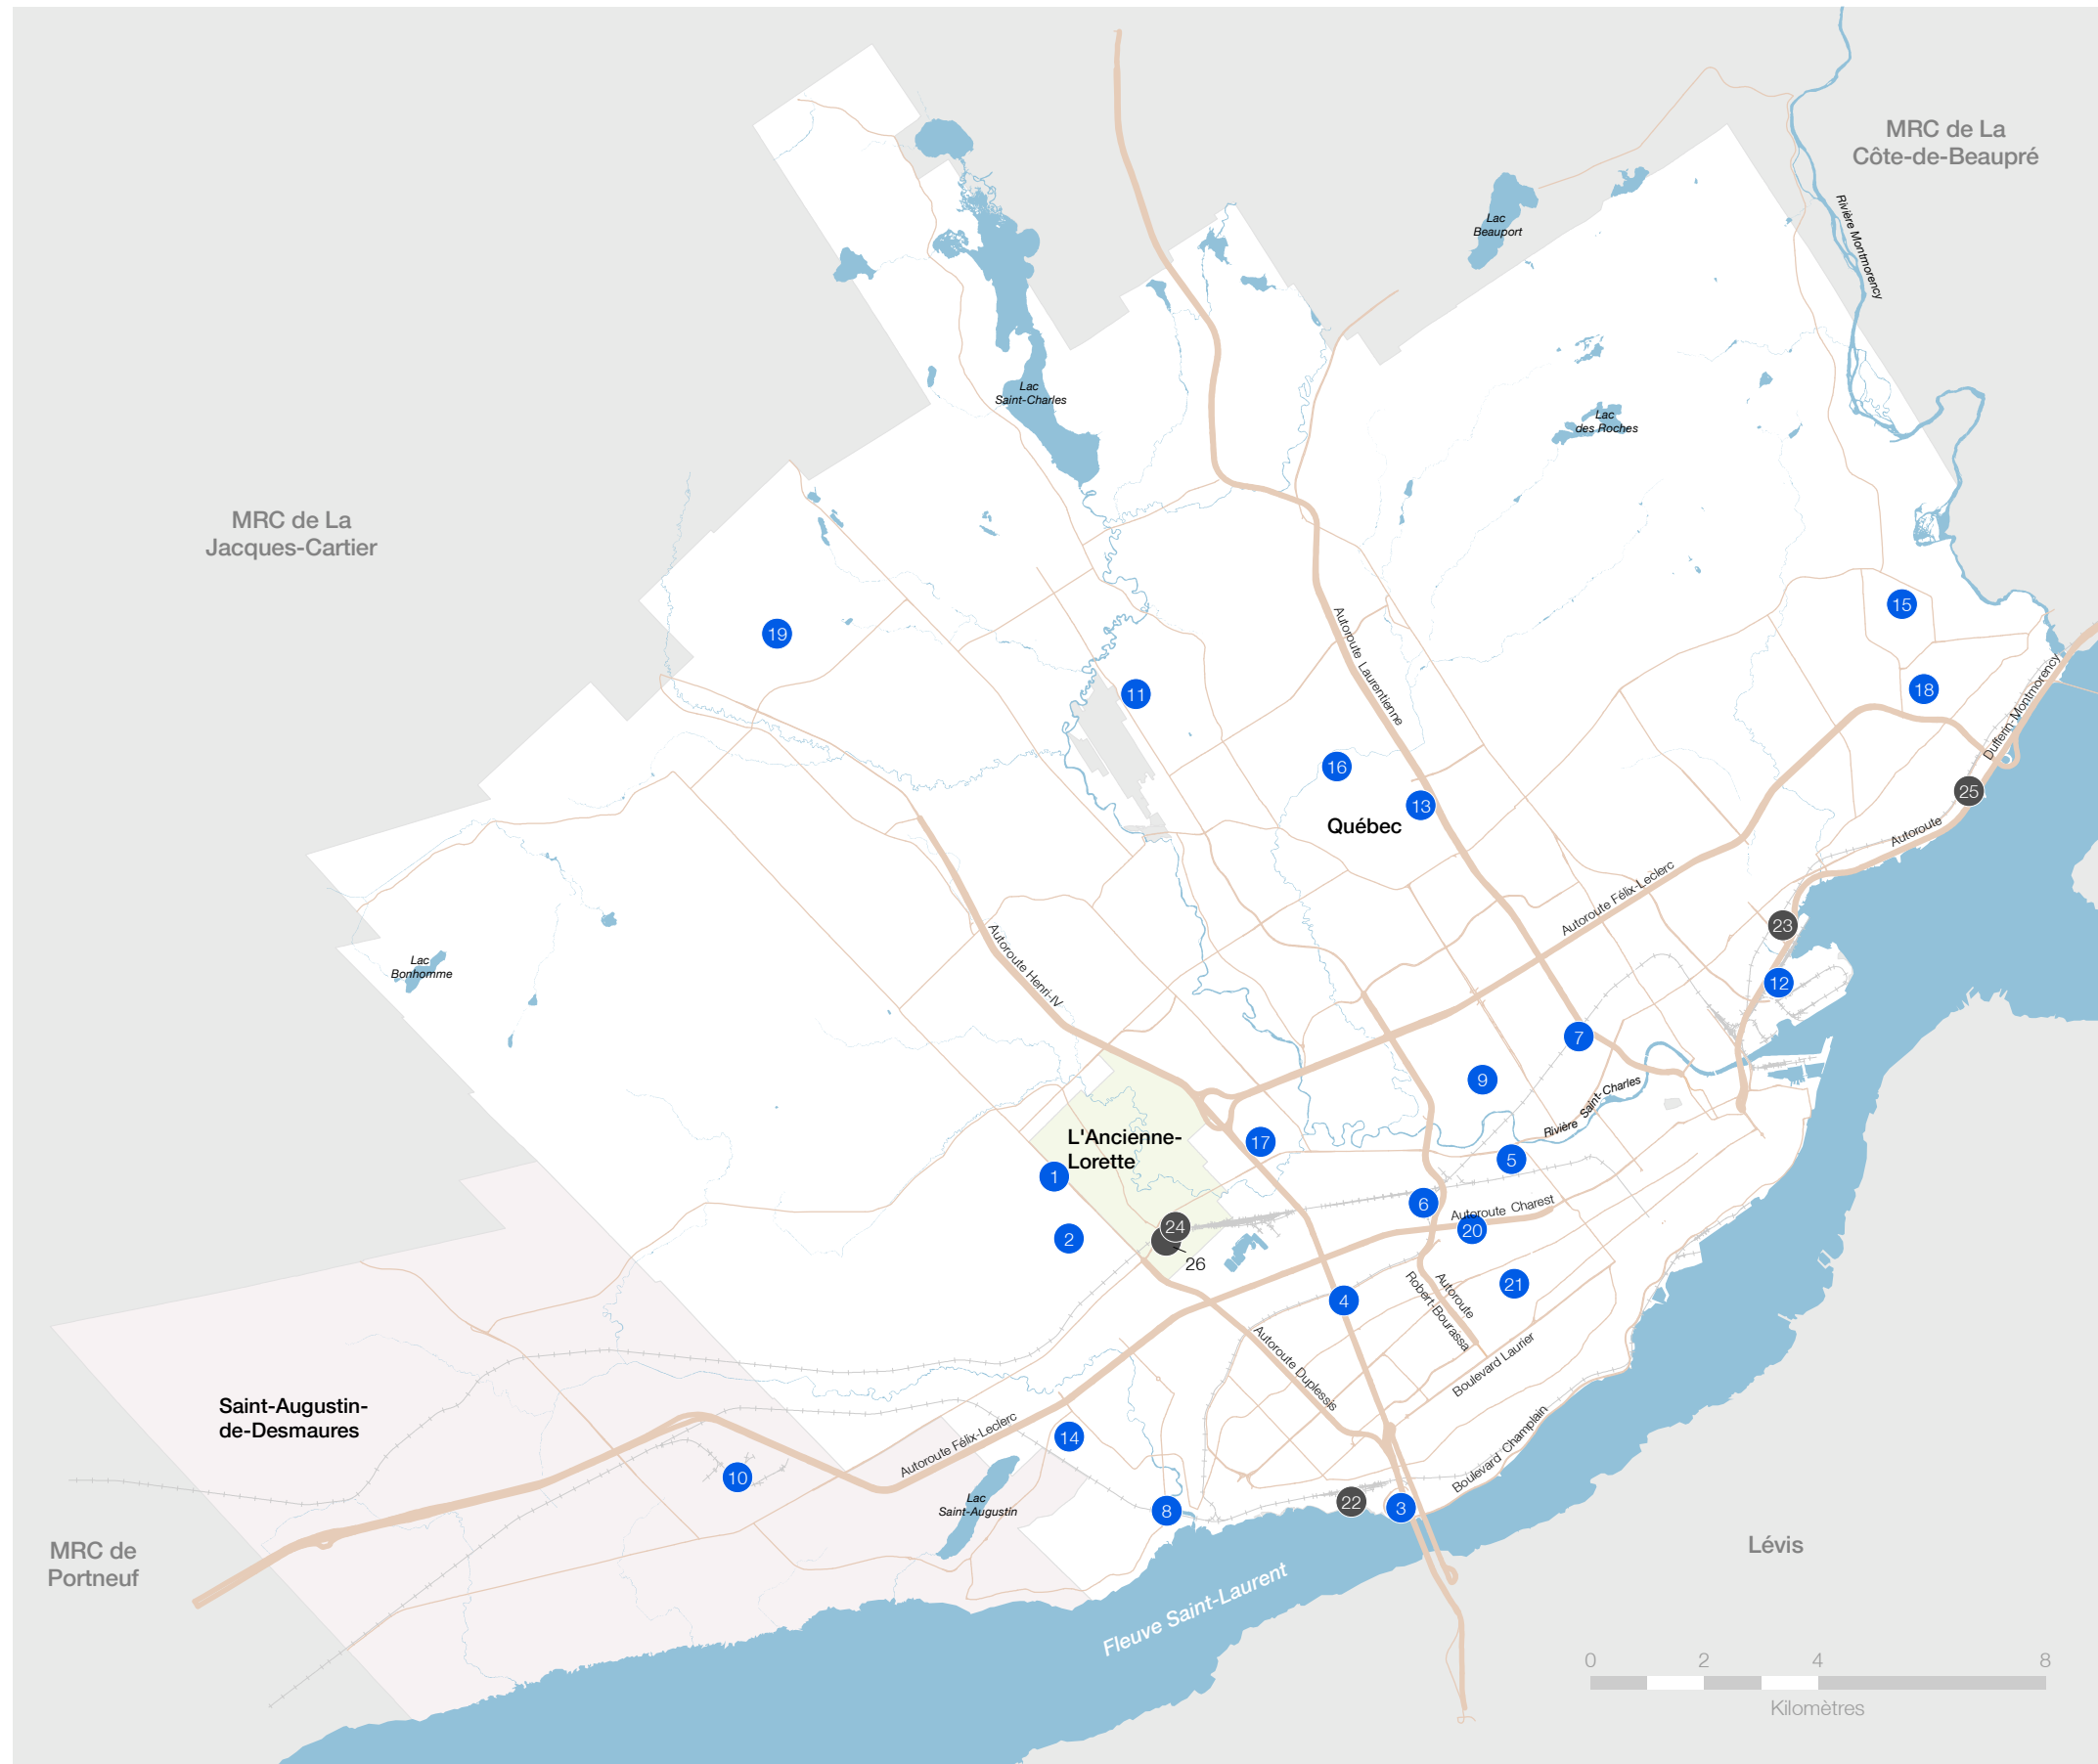 MRC de La
Côte-de-Beaupré
Rivière Montmorency
Lac
Beauport
Lac
Saint-Charles
Lac
des Roches
MRC de La
Jacques-Cartier
15
19
Autoroute Laurentienne
11
18
Dufferin-Montmorency
16
25
13
Québec
Autoroute
Autoroute Félix-Leclerc
23
Autoroute Henri-IV
Lac
Bonhomme
12
7
9
Rivière Saint-Charles
L'Ancienne-
Lorette
17
5
1
6
Autoroute Charest
24
20
2
26
21
4
Autoroute
Robert-Bourassa
Autoroute Duplessis
Boulevard Laurier
Saint-Augustin-
de-Desmaures
Autoroute Félix-Leclerc
14
Boulevard Champlain
10
Lac
Saint-Augustin
8
22
3
MRC de
Portneuf
Lévis
Fleuve Saint-Laurent
0 2 4 8
Kilomètres